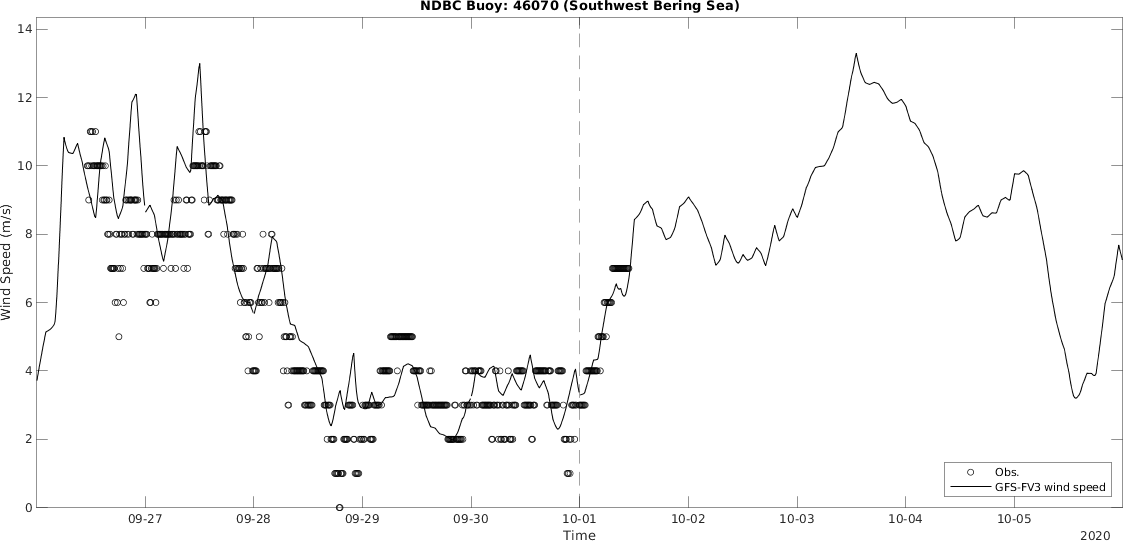 NDBC Buoy: 46070 (Southwest Bering Sea)
14
12
10
8
6
4
2
0
Wind Speed (m/s)
09-27 09-28 09-29 09-30 10-01 10-02 10-03 10-04 10-05
Time
2020
Obs.
GFS-FV3 wind speed